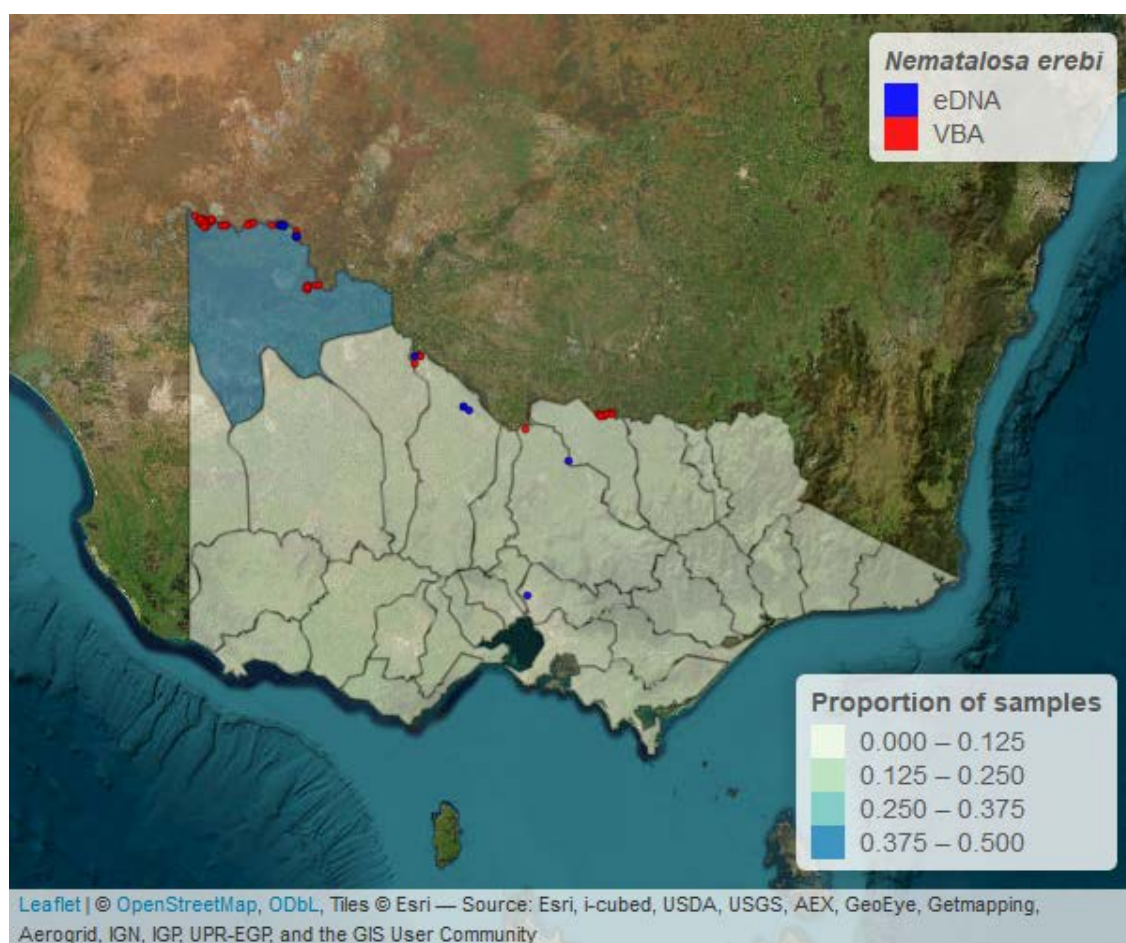 Nematalosa erebi
eDNA
VBA
Proportion of samples
0.000 – 0.125
0.125 – 0.250
0.250 – 0.375
0.375 – 0.500
Leaflet | © OpenStreetMap, ODbL, Tiles © Esri — Source: Esri, i-cubed, USDA, USGS, AEX, GeoEye, Getmapping,
Aerogrid, IGN, IGP, UPR-EGP, and the GIS User Community